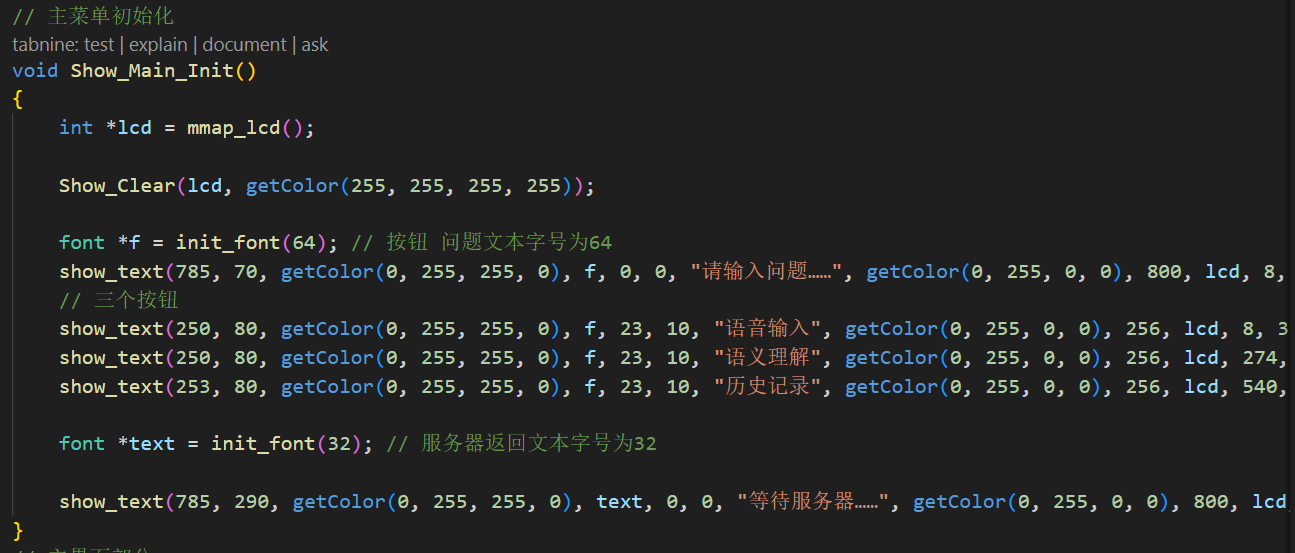 // 主菜单初始化
tabnine: test | explain | document | ask
void Show_Main_Init()
{
    int *lcd = mmap_lcd();
    Show_Clear(lcd, getColor(255, 255, 255, 255));
    font *f = init_font(64); // 按钮 问题文本字号为64
    show_text(785, 70, getColor(0, 255, 255, 0), f, 0, 0, "请输入问题……", getColor(0, 255, 0, 0), 800, lcd, 8,
    // 三个按钮
    show_text(250, 80, getColor(0, 255, 255, 0), f, 23, 10, "语音输入", getColor(0, 255, 0, 0), 256, lcd, 8, 3
    show_text(250, 80, getColor(0, 255, 255, 0), f, 23, 10, "语义理解", getColor(0, 255, 0, 0), 256, lcd, 274,
    show_text(253, 80, getColor(0, 255, 255, 0), f, 23, 10, "历史记录", getColor(0, 255, 0, 0), 256, lcd, 540,
    font *text = init_font(32); // 服务器返回文本字号为32
    show_text(785, 290, getColor(0, 255, 255, 0), text, 0, 0, "等待服务器……", getColor(0, 255, 0, 0), 800, lcd
}